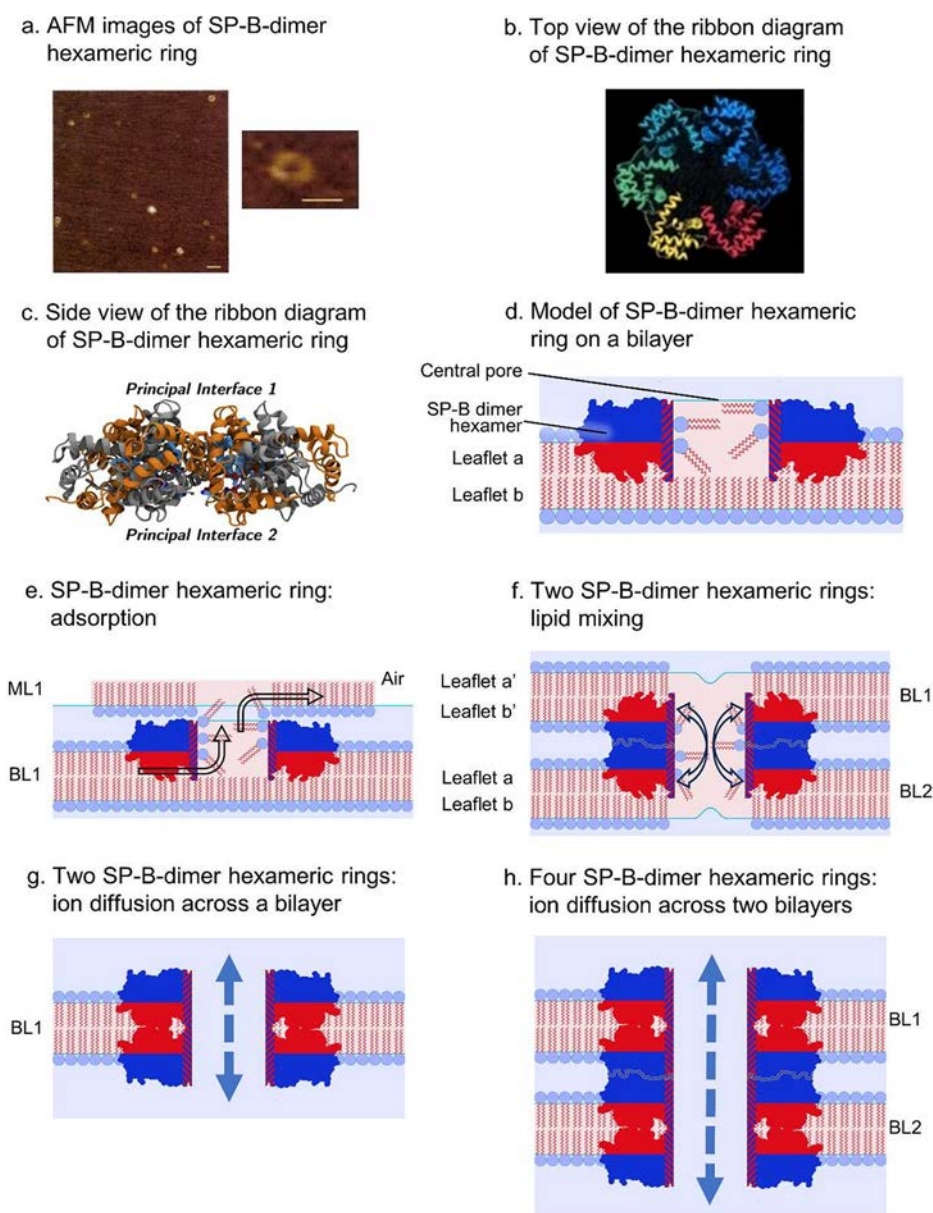 a. AFM images of SP-B-dimer
hexameric ring
b. Top view of the ribbon diagram
of SP-B-dimer hexameric ring
c. Side view of the ribbon diagram
of SP-B-dimer hexameric ring
Principal Interface 1
Principal Interface 2
d. Model of SP-B-dimer hexameric
ring on a bilayer
Central pore
SP-B dimer
hexamer
Leaflet a
Leaflet b
e. SP-B-dimer hexameric ring:
adsorption
ML1
Air
BL1
f. Two SP-B-dimer hexameric rings:
lipid mixing
Leaflet a’
Leaflet b’
BL1
Leaflet a
Leaflet b
BL2
g. Two SP-B-dimer hexameric rings:
ion diffusion across a bilayer
BL1
h. Four SP-B-dimer hexameric rings:
ion diffusion across two bilayers
BL1
BL2